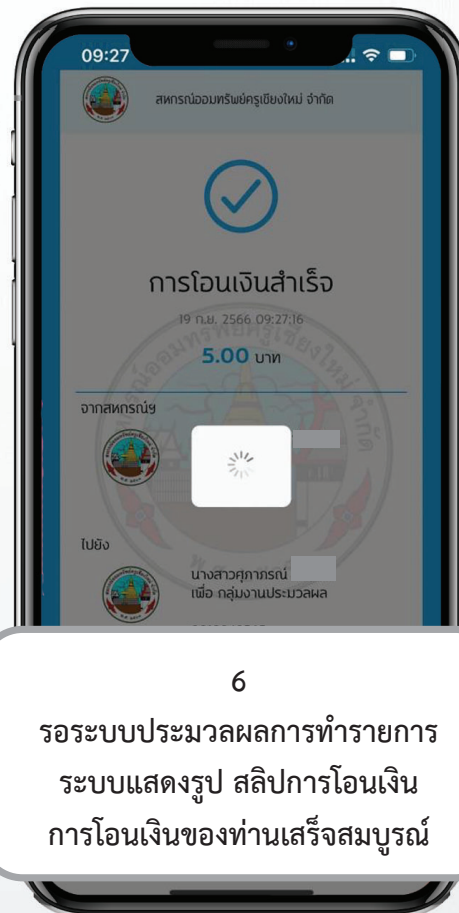 09:27
สหกรณ์ออมทรัพย์ครูเชียงใหม่ จำกัด
การโอนเงินสำเร็จ
19 ก.ย. 2566 09:27:16
5.00 บาท
จากสหกรณ์ฯ
ไปยัง
นางสาวศุภาภรณ์
เพื่อ กลุ่มงานประมวลผล
6
รอระบบประมวลผลการทำรายการ
ระบบแสดงรูป สลิปการโอนเงิน
การโอนเงินของท่านเสร็จสมบูรณ์